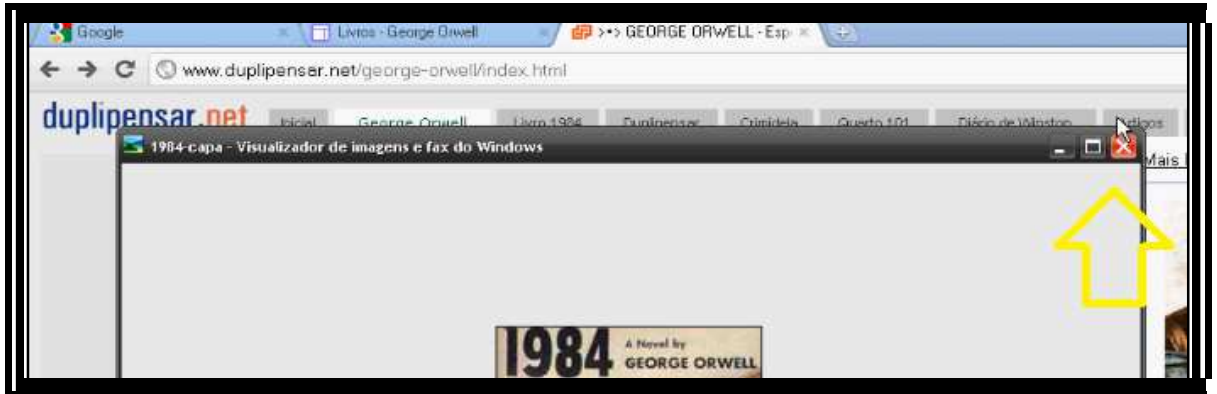 Google
Livros - George Orwell
>•> GEORGE ORWELL - Esp
www.duplipensar.net/george-orwell/index.html
duplipensar.net
Inicial George Orwell Livro 1984 Duplipensar Crimideia Quarto 101 Diário de Winston Artigos
Mais
1984-capa - Visualizador de imagens e fax do Windows
1984
A Novel by
GEORGE ORWELL